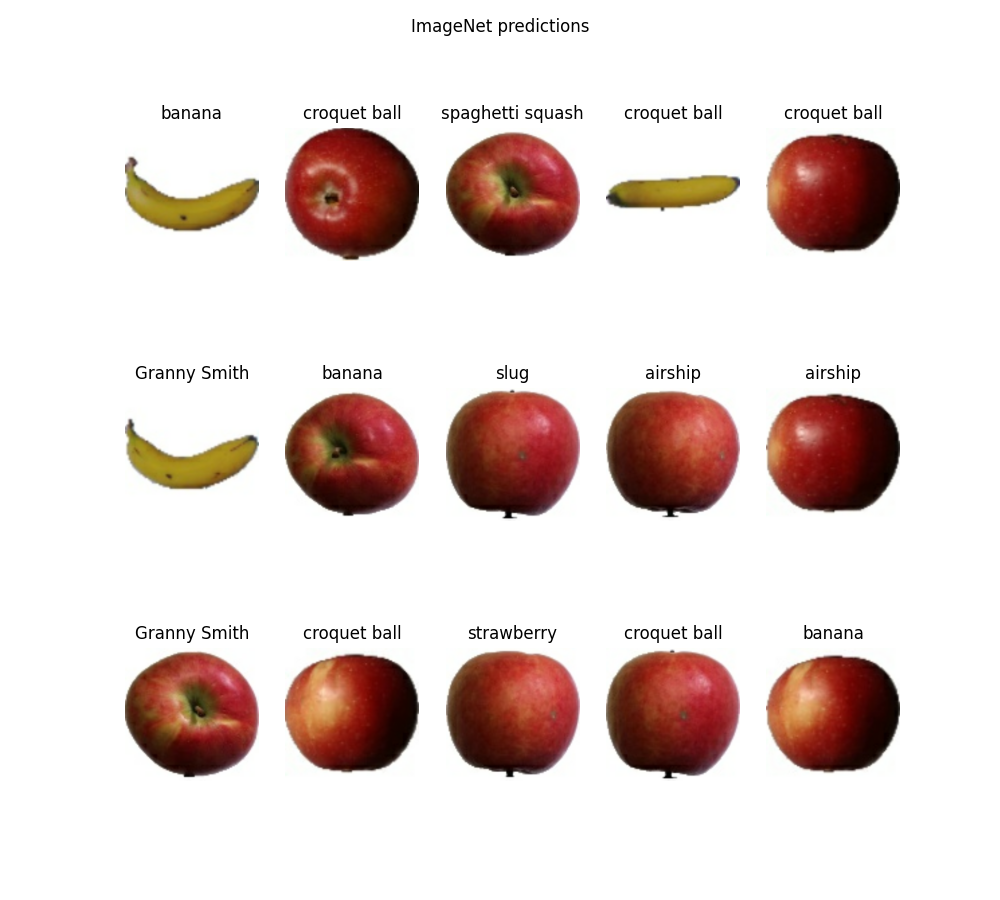 ImageNet predictions
banana croquet ball spaghetti squash croquet ball croquet ball
Granny Smith banana slug airship airship
Granny Smith croquet ball strawberry croquet ball banana